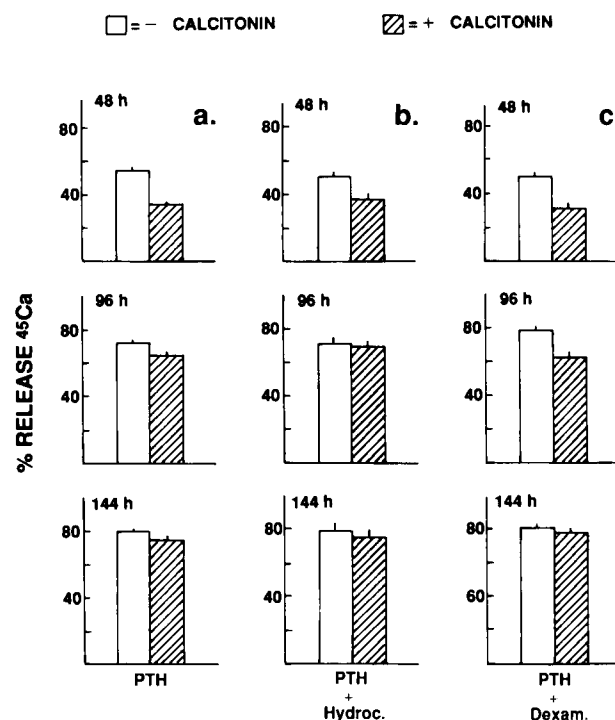 = – CALCITONIN
= + CALCITONIN
% RELEASE ⁴⁵Ca
48 h
a.
80
40
48 h
b.
80
40
48 h
c.
80
40
96 h
80
40
96 h
80
40
96 h
80
40
144 h
80
40
PTH
144 h
80
40
PTH
+
Hydroc.
144 h
80
60
PTH
+
Dexam.